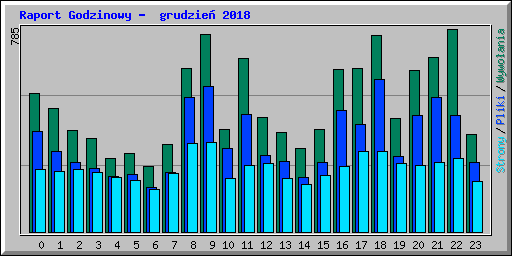 Raport Godzinowy - grudzień 2018
785
Strony / Pliki / Wywołania
0 1 2 3 4 5 6 7 8 9 10 11 12 13 14 15 16 17 18 19 20 21 22 23